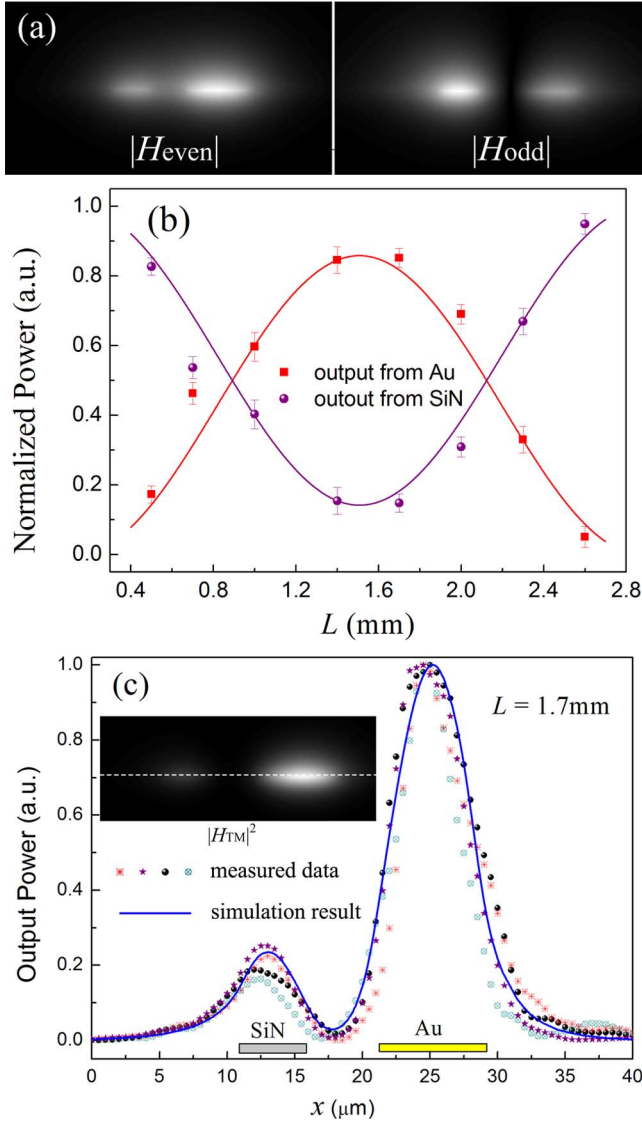 (a)
|Heven|
|Hodd|
(b)
Normalized Power (a.u.)
1.0
0.8
0.6
0.4
0.2
0.0
output from Au
outout from SiN
0.4 0.8 1.2 1.6 2.0 2.4 2.8
L (mm)
(c)
L = 1.7mm
Output Power (a.u.)
1.0
0.8
0.6
0.4
0.2
0.0
|HTM|²
measured data
simulation result
SiN
Au
0 5 10 15 20 25 30 35 40
x (μm)